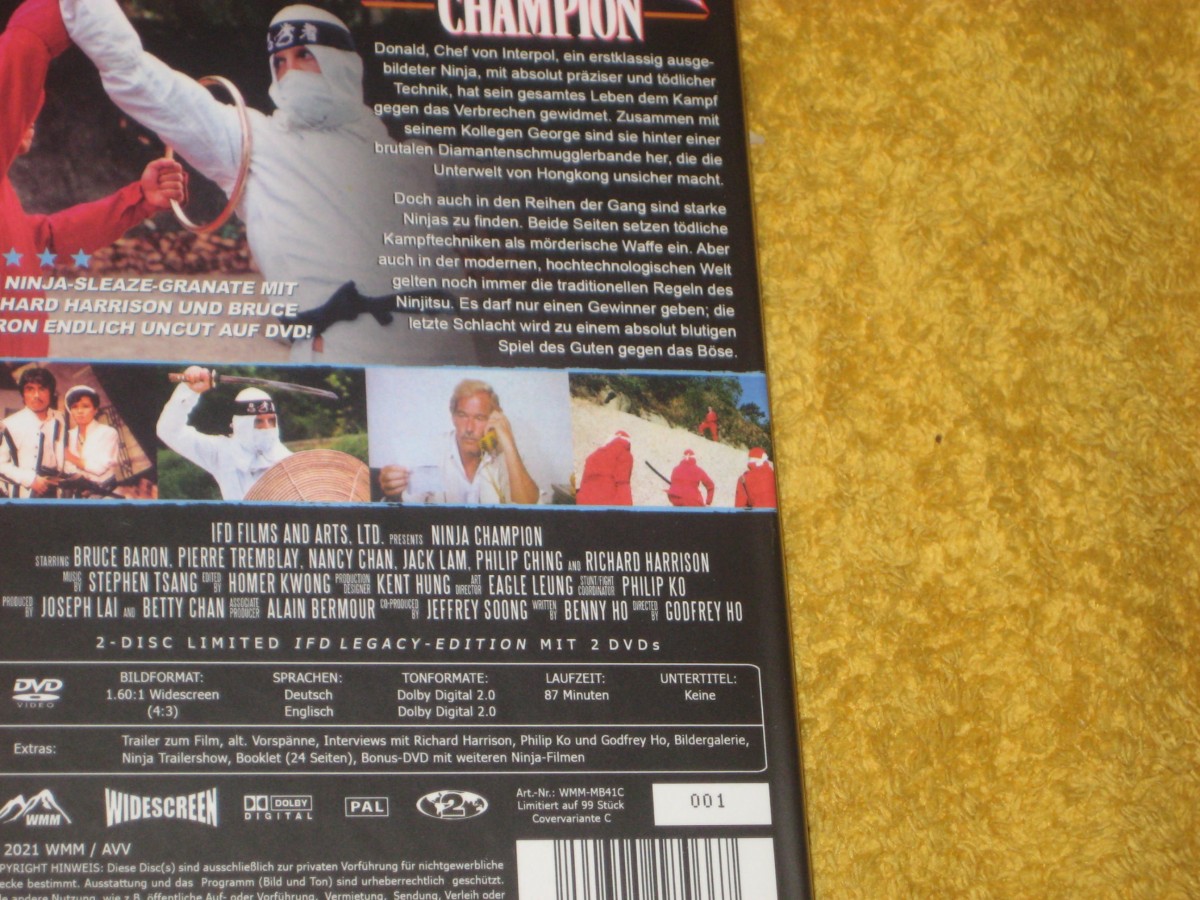 CHAMPION
Donald, Chef von Interpol, ein erstklassig ausge-
bildeter Ninja, mit absolut präziser und tödlicher
Technik, hat sein gesamtes Leben dem Kampf
gegen das Verbrechen gewidmet. Zusammen mit
seinem Kollegen George sind sie hinter einer
brutalen Diamantenschmugglerbande her, die die
Unterwelt von Hongkong unsicher macht.
Doch auch in den Reihen der Gang sind starke
Ninjas zu finden. Beide Seiten setzen tödliche
Kampftechniken als mörderische Waffe ein. Aber
auch in der modernen, hochtechnologischen Welt
gelten noch immer die traditionellen Regeln des
Ninjitsu. Es darf nur einen Gewinner geben; die
letzte Schlacht wird zu einem absolut blutigen
Spiel des Guten gegen das Böse.
NINJA-SLEAZE-GRANATE MIT
HARD HARRISON UND BRUCE
RON ENDLICH UNCUT AUF DVD!
IFD FILMS AND ARTS, LTD. PRESENTS NINJA CHAMPION
STARRING BRUCE BARON, PIERRE TREMBLAY, NANCY CHAN, JACK LAM, PHILIP CHING AND RICHARD HARRISON
MUSIC BY STEPHEN TSANG EDITED BY HOMER KWONG PRODUCTION DESIGNER KENT HUNG ART DIRECTOR EAGLE LEUNG STUNT/FIGHT COORDINATOR PHILIP KO
PRODUCED BY JOSEPH LAI AND BETTY CHAN ASSOCIATE PRODUCER ALAIN BERMOUR CO-PRODUCED BY JEFFREY SOONG WRITTEN BY BENNY HO DIRECTED BY GODFREY HO
2-DISC LIMITED IFD LEGACY-EDITION MIT 2 DVDs
DVD VIDEO
BILDFORMAT: SPRACHEN: TONFORMATE: LAUFZEIT: UNTERTITEL:
1.60:1 Widescreen Deutsch Dolby Digital 2.0 87 Minuten Keine
(4:3) Englisch Dolby Digital 2.0
Extras: Trailer zum Film, alt. Vorspänne, Interviews mit Richard Harrison, Philip Ko und Godfrey Ho, Bildergalerie,
Ninja Trailershow, Booklet (24 Seiten), Bonus-DVD mit weiteren Ninja-Filmen
WMM WIDESCREEN DOLBY DIGITAL PAL 2
Art.-Nr.: WMM-MB41C
Limitiert auf 99 Stück
Covervariante C
001
2021 WMM / AVV
PYRIGHT HINWEIS: Diese Disc(s) sind ausschließlich zur privaten Vorführung für nichtgewerbliche
ecke bestimmt. Ausstattung und das Programm (Bild und Ton) sind urheberrechtlich geschützt.
le andere Nutzung, wie z.B. öffentliche Auf- oder Vorführung, Vermietung, Sendung, Verleih oder